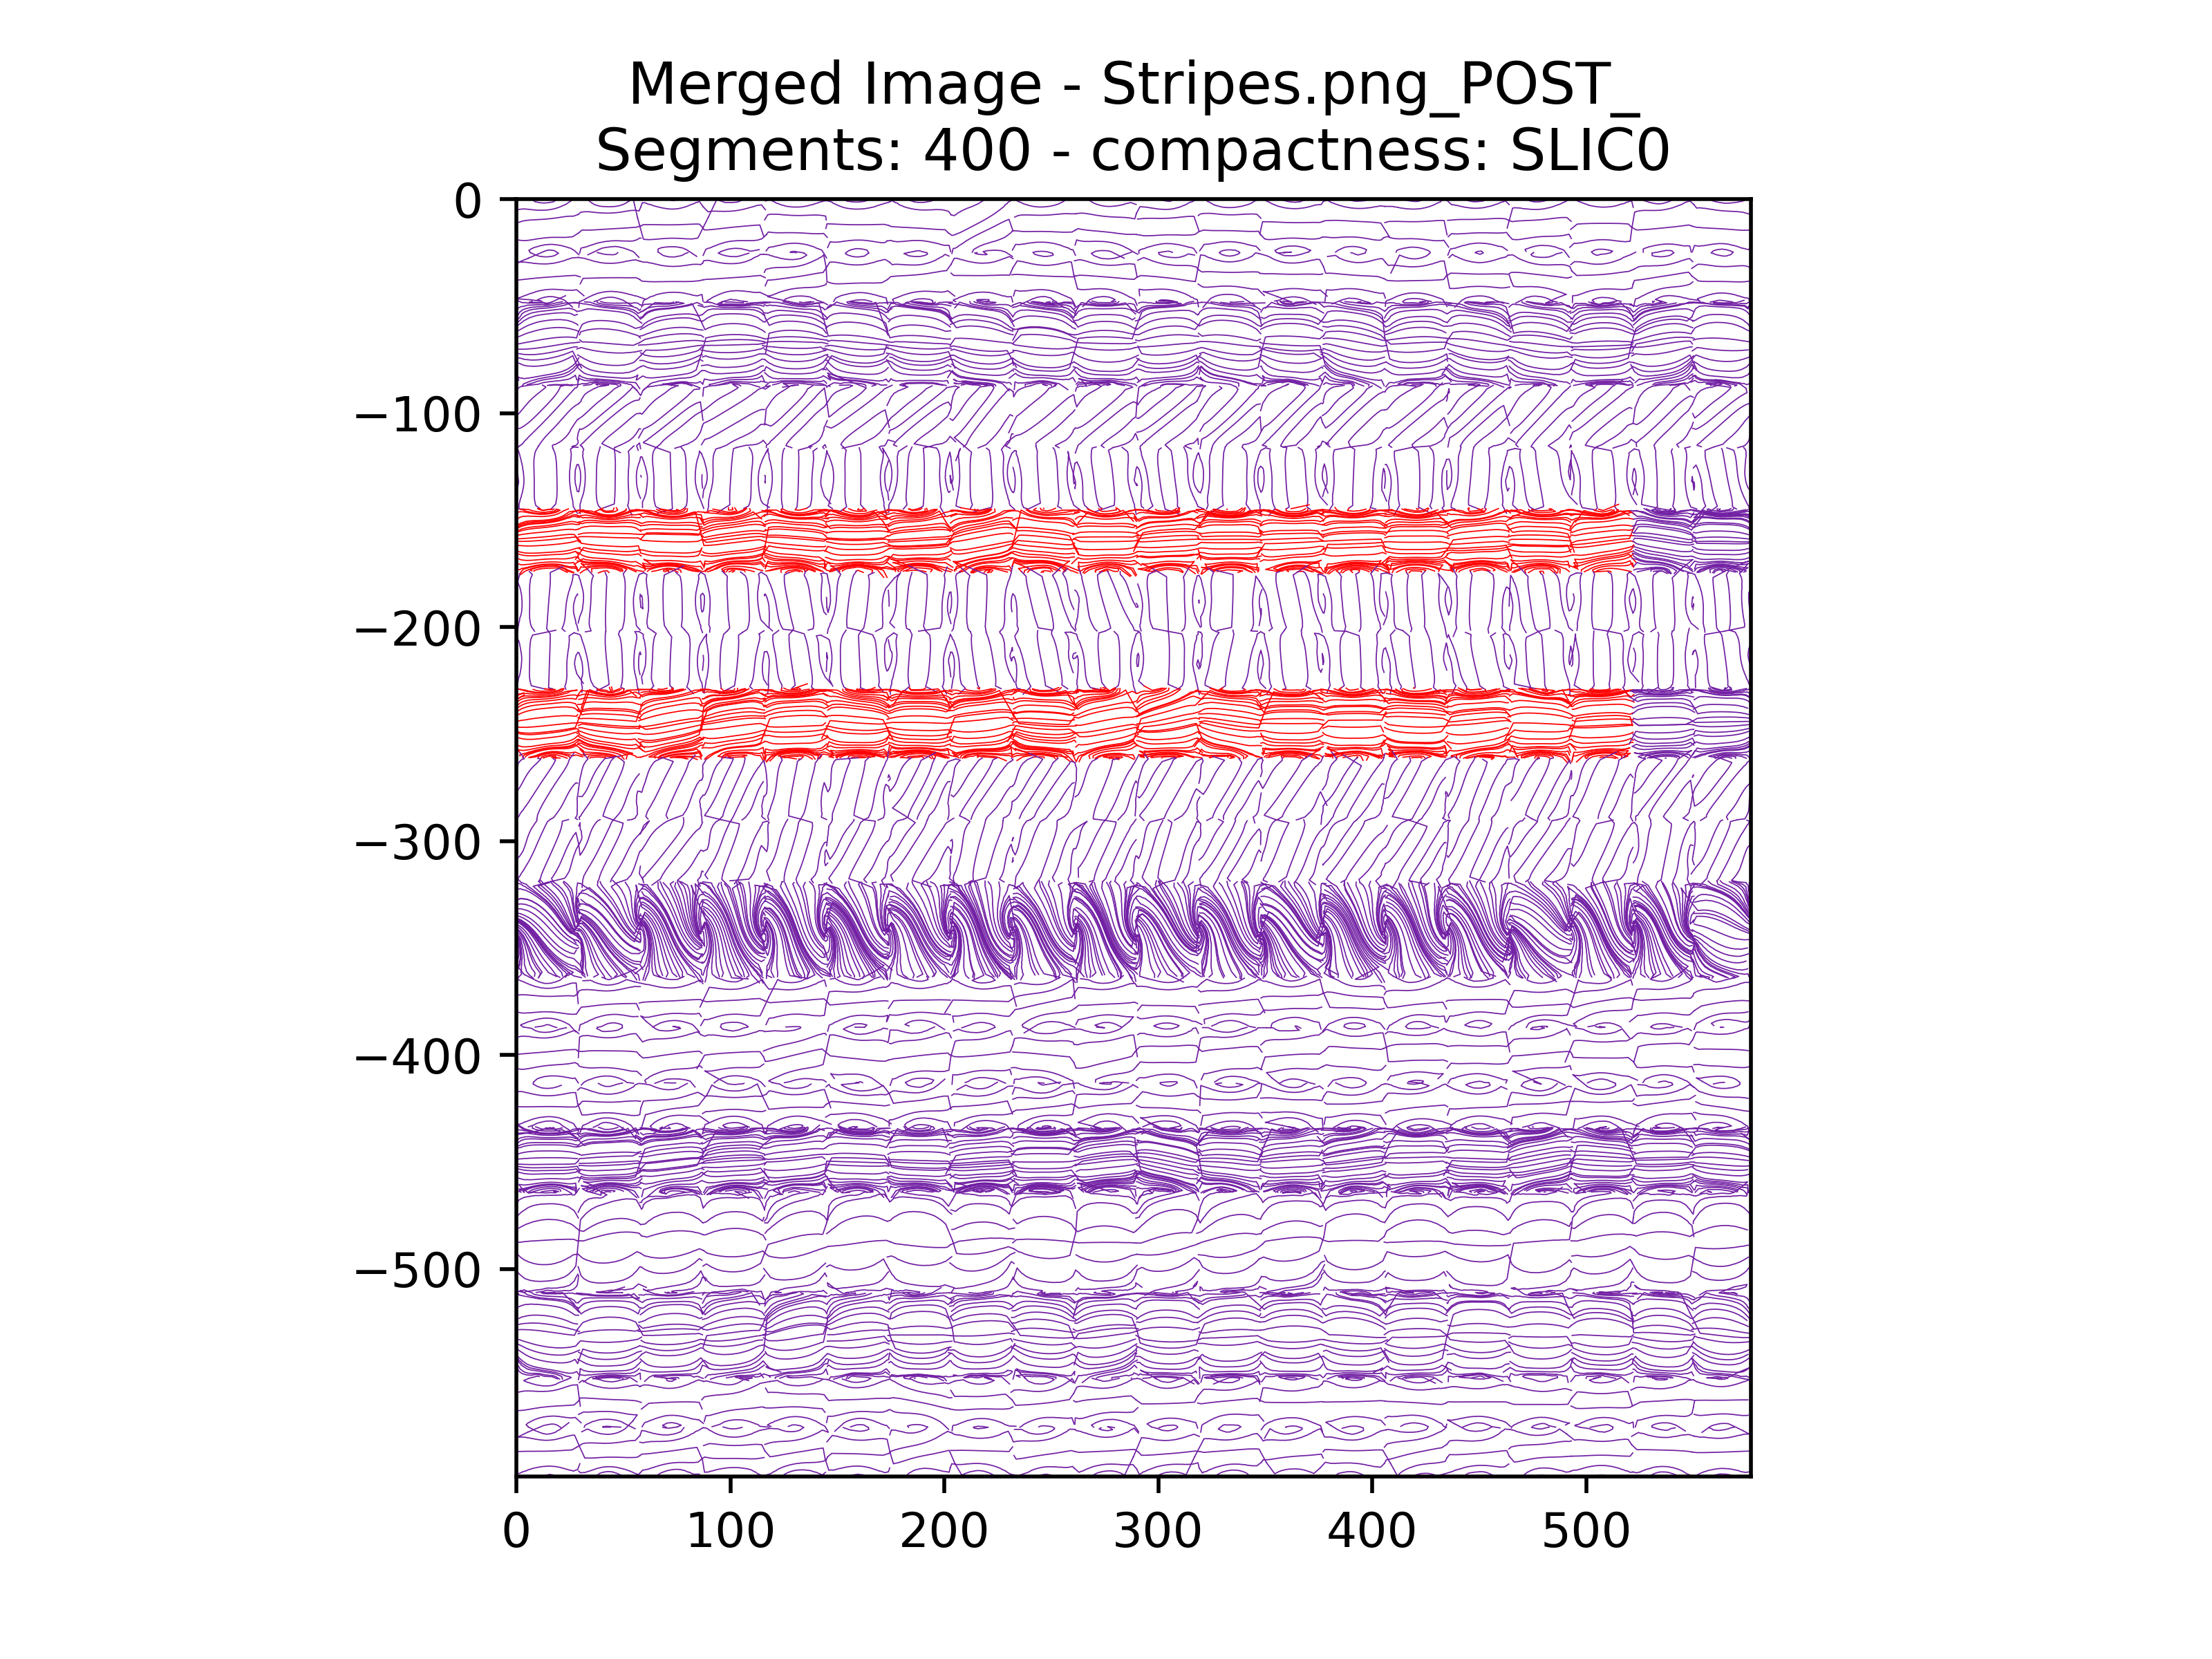 Merged Image - Stripes.png_POST_
Segments: 400 - compactness: SLIC0
0
−100
−200
−300
−400
−500
0 100 200 300 400 500